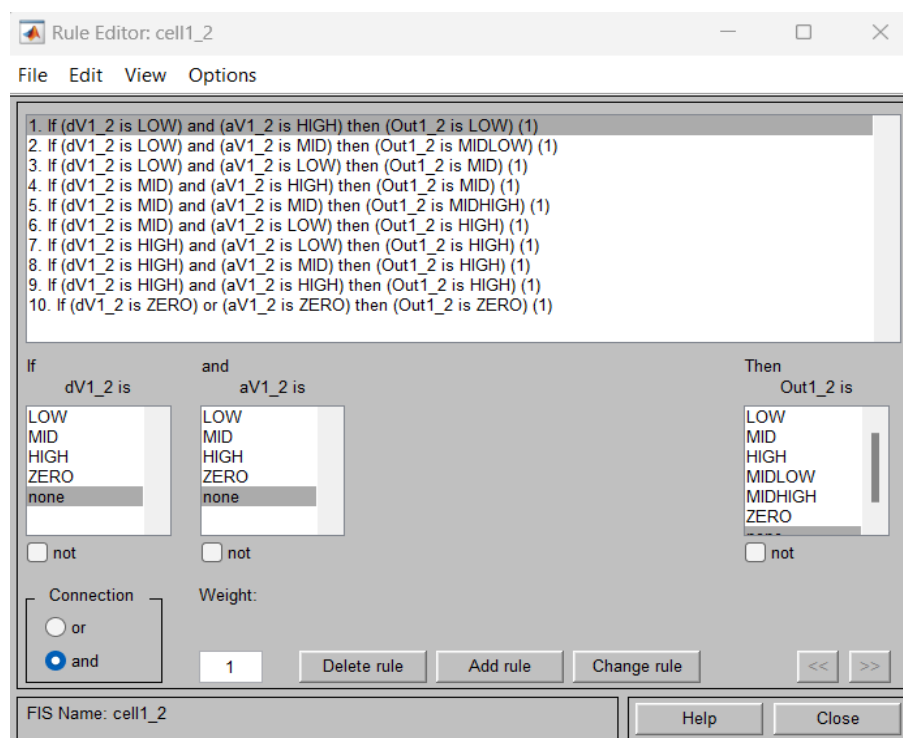 Rule Editor: cell1_2
File Edit View Options
1. If (dV1_2 is LOW) and (aV1_2 is HIGH) then (Out1_2 is LOW) (1)
2. If (dV1_2 is LOW) and (aV1_2 is MID) then (Out1_2 is MIDLOW) (1)
3. If (dV1_2 is LOW) and (aV1_2 is LOW) then (Out1_2 is MID) (1)
4. If (dV1_2 is MID) and (aV1_2 is HIGH) then (Out1_2 is MID) (1)
5. If (dV1_2 is MID) and (aV1_2 is MID) then (Out1_2 is MIDHIGH) (1)
6. If (dV1_2 is MID) and (aV1_2 is LOW) then (Out1_2 is HIGH) (1)
7. If (dV1_2 is HIGH) and (aV1_2 is LOW) then (Out1_2 is HIGH) (1)
8. If (dV1_2 is HIGH) and (aV1_2 is MID) then (Out1_2 is HIGH) (1)
9. If (dV1_2 is HIGH) and (aV1_2 is HIGH) then (Out1_2 is HIGH) (1)
10. If (dV1_2 is ZERO) or (aV1_2 is ZERO) then (Out1_2 is ZERO) (1)
If
dV1_2 is
LOW
MID
HIGH
ZERO
none
not
and
aV1_2 is
LOW
MID
HIGH
ZERO
none
not
Then
Out1_2 is
LOW
MID
HIGH
MIDLOW
MIDHIGH
ZERO
not
Connection
or
and
Weight:
1
Delete rule
Add rule
Change rule
<<
>>
FIS Name: cell1_2
Help
Close